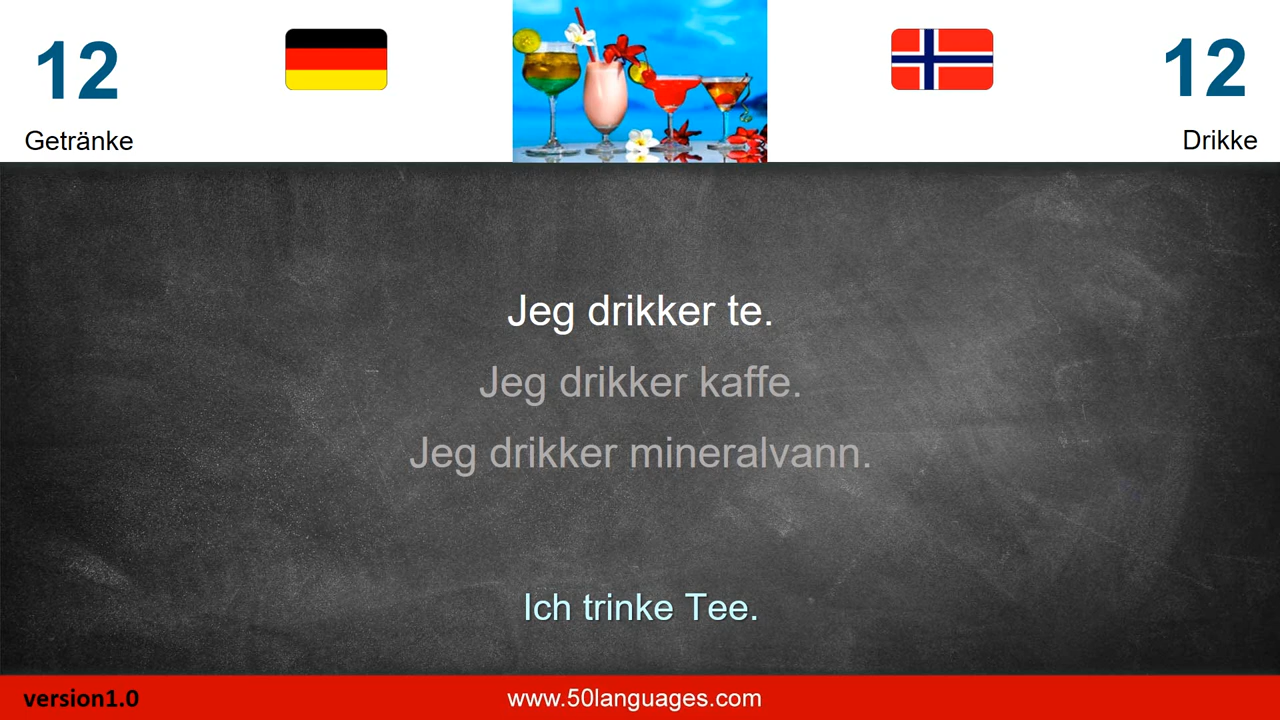 12
12
Getränke
Drikke
Jeg drikker te.
Jeg drikker kaffe.
Jeg drikker mineralvann.
Ich trinke Tee.
version1.0
www.50languages.com